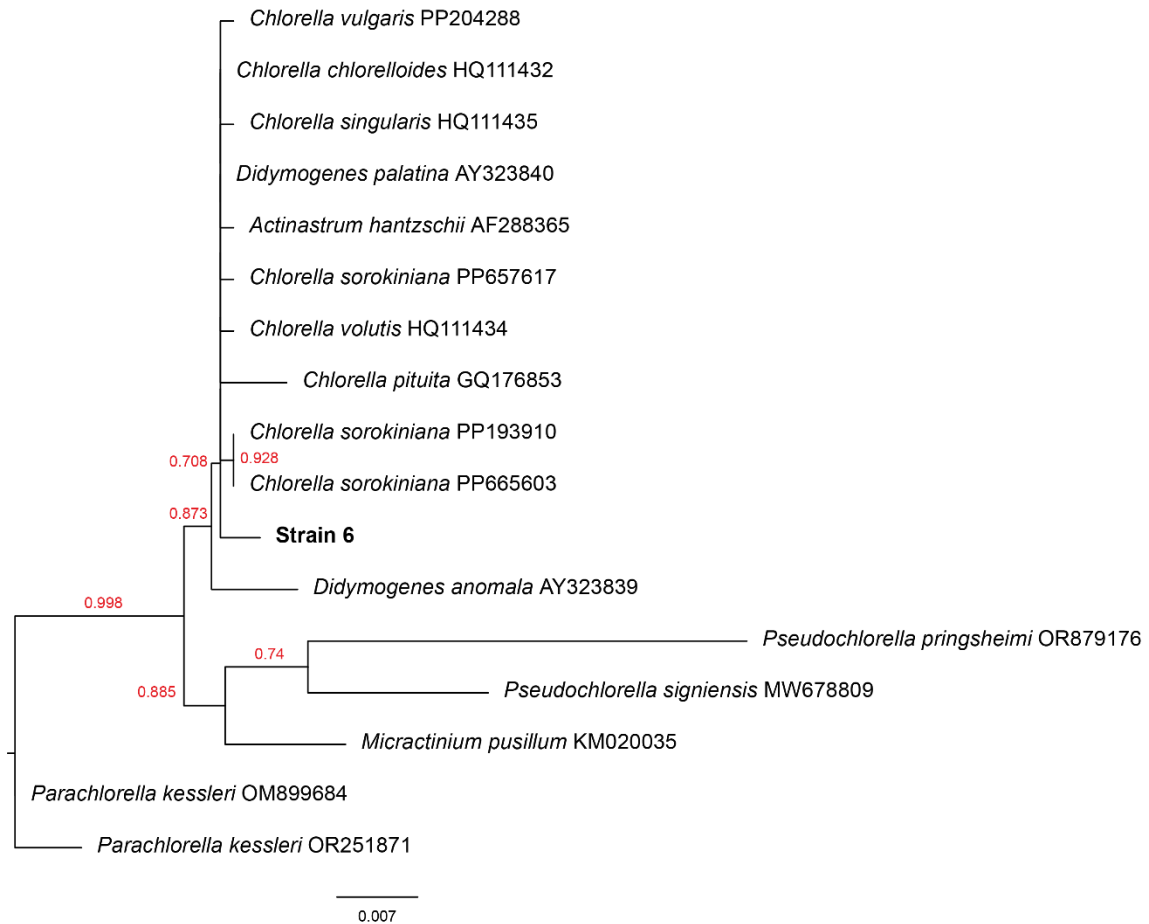 Chlorella vulgaris PP204288
Chlorella chlorelloides HQ111432
Chlorella singularis HQ111435
Didymogenes palatina AY323840
Actinastrum hantzschii AF288365
Chlorella sorokiniana PP657617
Chlorella volutis HQ111434
Chlorella pituita GQ176853
Chlorella sorokiniana PP193910
0.708
0.928
Chlorella sorokiniana PP665603
0.873
Strain 6
Didymogenes anomala AY323839
0.998
Pseudochlorella pringsheimi OR879176
0.74
0.885
Pseudochlorella signiensis MW678809
Micractinium pusillum KM020035
Parachlorella kessleri OM899684
Parachlorella kessleri OR251871
0.007